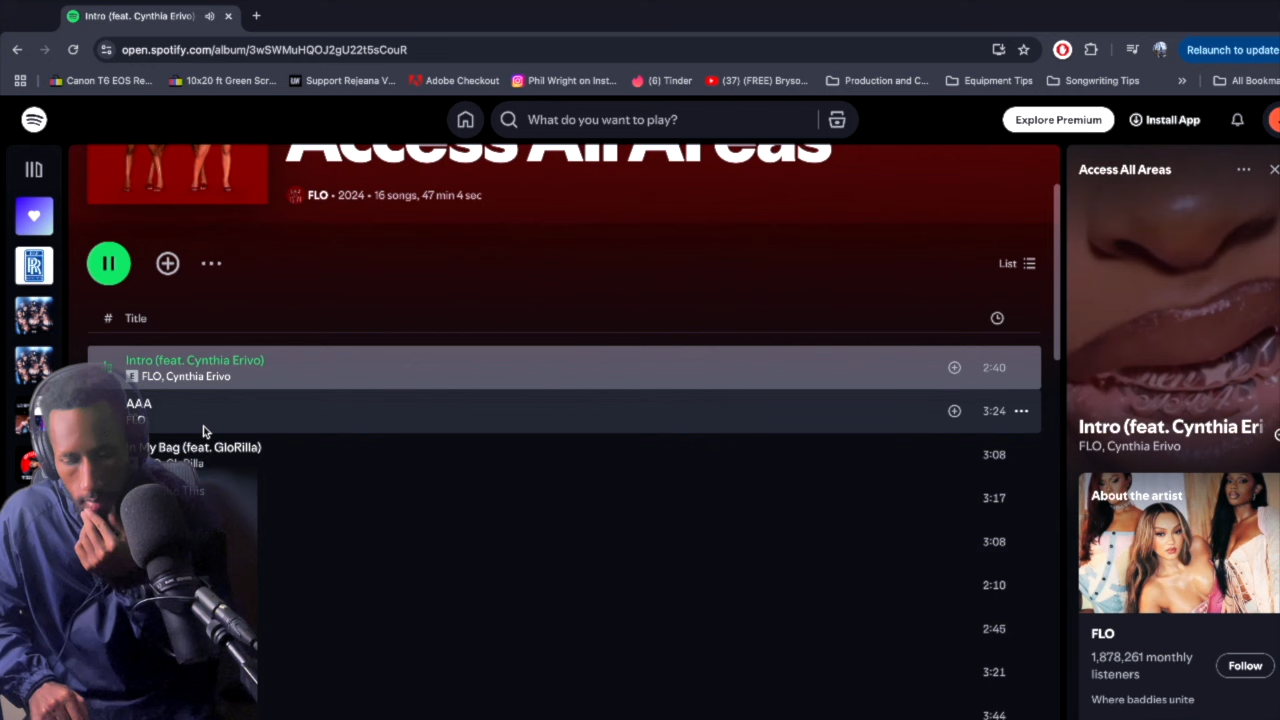 Intro (feat. Cynthia Erivo)
open.spotify.com/album/3wSWMuHQOJ2gU22t5sCouR
Relaunch to update
Canon T6 EOS Re...
10x20 ft Green Scr...
Support Rejeana V...
Adobe Checkout
Phil Wright on Inst...
(6) Tinder
(37) (FREE) Bryso...
Production and C...
Equipment Tips
Songwriting Tips
All Bookma
What do you want to play?
Explore Premium
Install App
Access All Areas
FLO • 2024 • 16 songs, 47 min 4 sec
List
# Title
Intro (feat. Cynthia Erivo)
E FLO, Cynthia Erivo
2:40
AAA
FLO
3:24
In My Bag (feat. GloRilla)
GloRilla
3:08
This
3:17
3:08
2:10
2:45
3:21
3:44
Access All Areas
Intro (feat. Cynthia Eri
FLO, Cynthia Erivo
About the artist
FLO
1,878,261 monthly
listeners
Follow
Where baddies unite